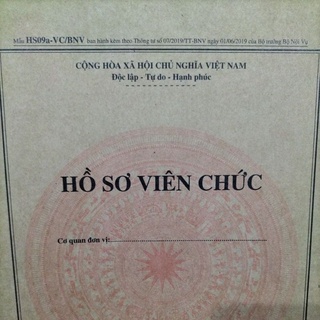 Mẫu HS09a-VC/BNV ban hành kèm theo Thông tư số 07/2019/TT-BNV ngày 01/06/2019 của Bộ trưởng Bộ Nội Vụ
CỘNG HÒA XÃ HỘI CHỦ NGHĨA VIỆT NAM
Độc lập - Tự do - Hạnh phúc
HỒ SƠ VIÊN CHỨC
Cơ quan đơn vị:........................................................